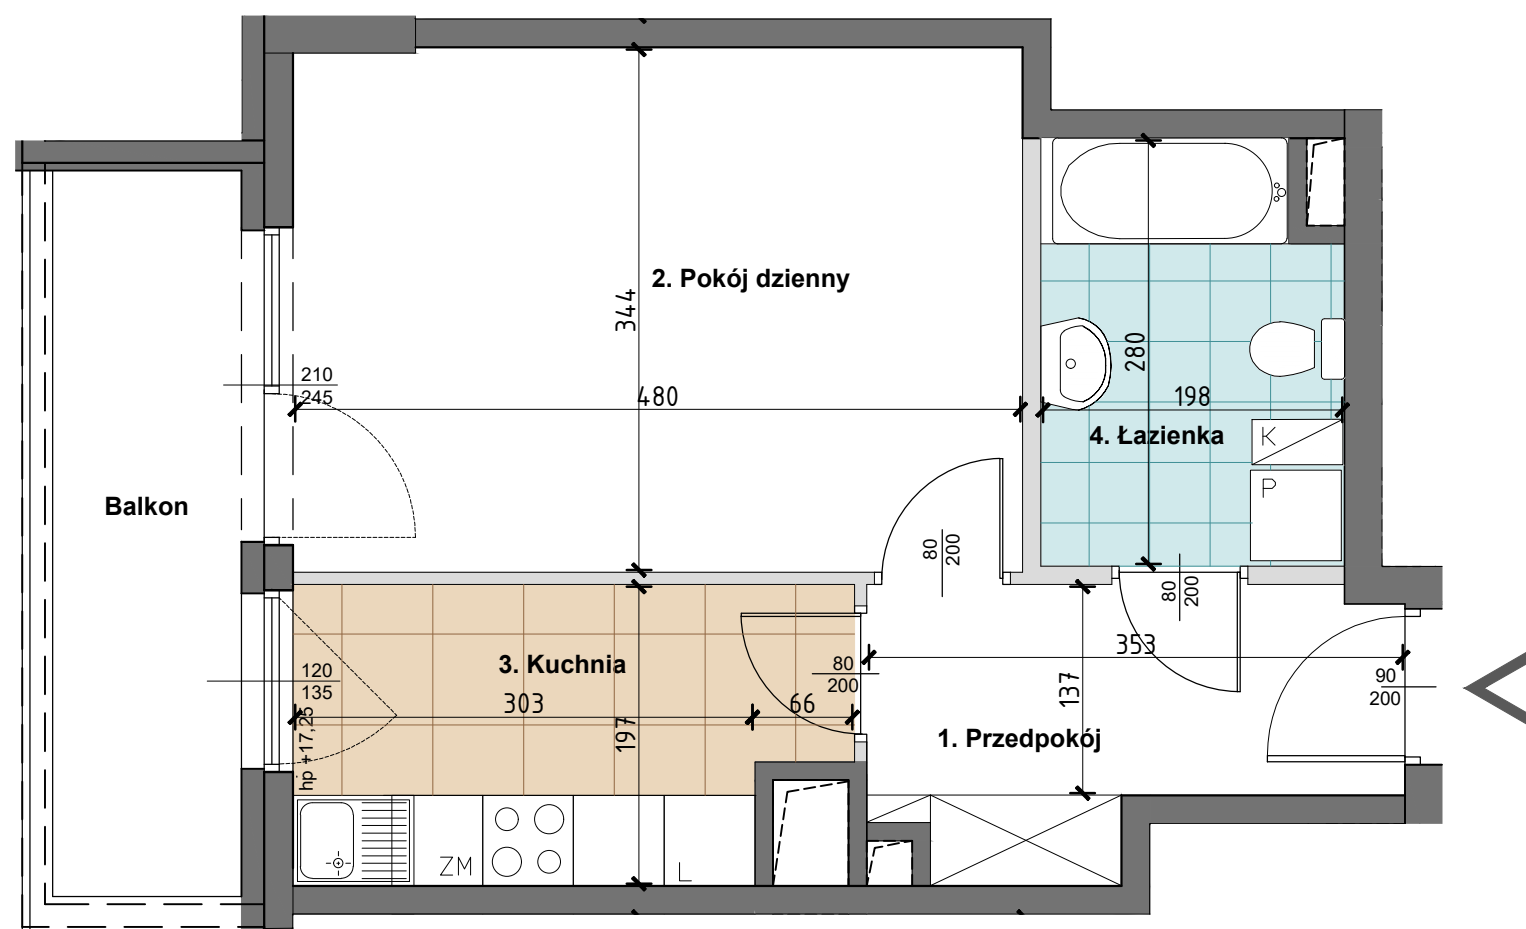 2. Pokój dzienny
344
480
210
245
280
198
4. Łazienka
K
P
Balkon
80
200
80
200
3. Kuchnia
120
135
hp +17,25
303
66
197
80
200
353
137
90
200
1. Przedpokój
ZM
L